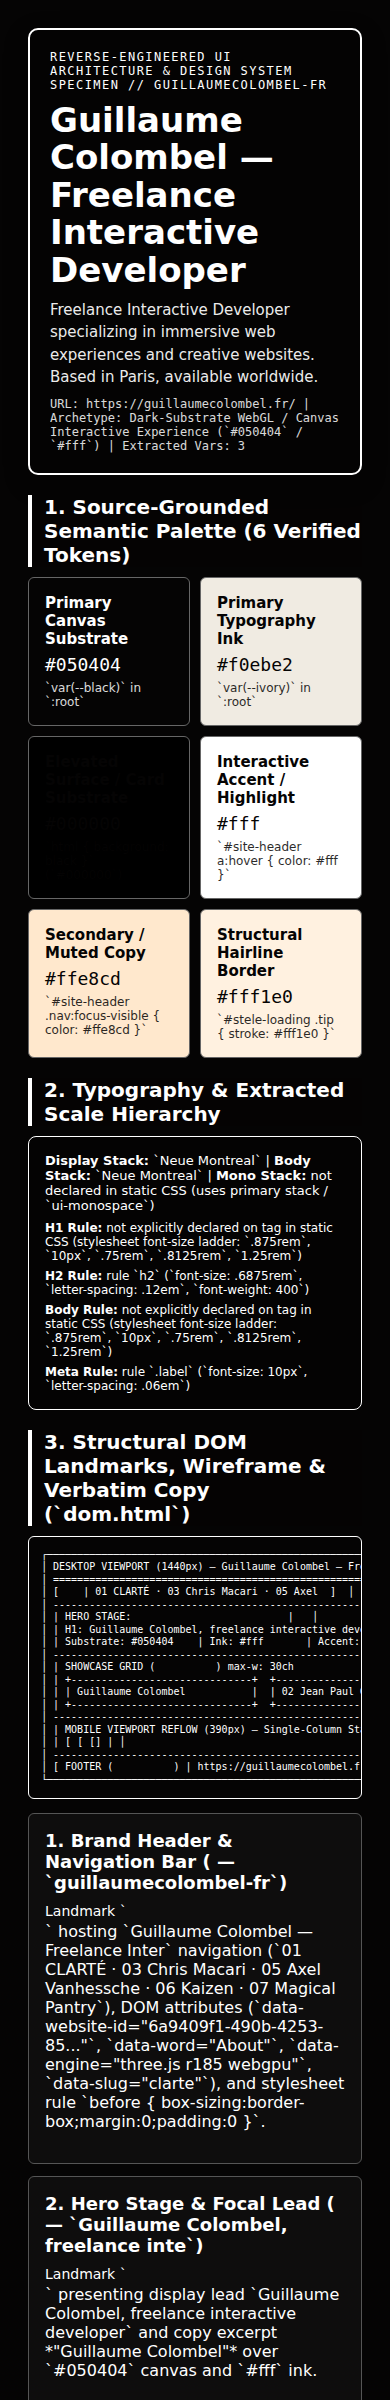 REVERSE-ENGINEERED UI
ARCHITECTURE & DESIGN SYSTEM
SPECIMEN // GUILLAUMECOLOMBEL-FR
Guillaume
Colombel —
Freelance
Interactive
Developer
Freelance Interactive Developer
specializing in immersive web
experiences and creative websites.
Based in Paris, available worldwide.
URL: https://guillaumecolombel.fr/ |
Archetype: Dark-Substrate WebGL / Canvas
Interactive Experience (`#050404` /
`#fff`) | Extracted Vars: 3
1. Source-Grounded
Semantic Palette (6 Verified
Tokens)
Primary
Canvas
Substrate
#050404
`var(--black)` in
`:root`
Primary
Typography
Ink
#f0ebe2
`var(--ivory)` in
`:root`
Elevated
Surface / Card
Substrate
Interactive
Accent /
Highlight
#fff
`#site-header
a:hover { color: #fff
}`
Secondary /
Muted Copy
#ffe8cd
`#site-header
.nav:focus-visible {
color: #ffe8cd }`
Structural
Hairline
Border
#fff1e0
`#stele-loading .tip
{ stroke: #fff1e0 }`
2. Typography & Extracted
Scale Hierarchy
Display Stack: `Neue Montreal` | Body
Stack: `Neue Montreal` | Mono Stack: not
declared in static CSS (uses primary stack /
`ui-monospace`)
H1 Rule: not explicitly declared on tag in static
CSS (stylesheet font-size ladder: `.875rem`,
`10px`, `.75rem`, `.8125rem`, `1.25rem`)
H2 Rule: rule `h2` (`font-size: .6875rem`,
`letter-spacing: .12em`, `font-weight: 400`)
Body Rule: not explicitly declared on tag in
static CSS (stylesheet font-size ladder:
`.875rem`, `10px`, `.75rem`, `.8125rem`,
`1.25rem`)
Meta Rule: rule `.label` (`font-size: 10px`,
`letter-spacing: .06em`)
3. Structural DOM
Landmarks, Wireframe &
Verbatim Copy
(`dom.html`)
DESKTOP VIEWPORT (1440px) — Guillaume Colombel — Fre
[ | 01 CLARTÉ · 03 Chris Macari · 05 Axel ] |
| HERO STAGE: | |
| H1: Guillaume Colombel, freelance interactive deve
| Substrate: #050404 | Ink: #fff | Accent:
| SHOWCASE GRID ( ) max-w: 30ch
| | Guillaume Colombel | | 02 Jean Paul
| MOBILE VIEWPORT REFLOW (390px) — Single-Column St
| [ [ [] | |
[ FOOTER ( ) | https://guillaumecolombel.f
1. Brand Header &
Navigation Bar ( —
`guillaumecolombel-fr`)
Landmark `
` hosting `Guillaume Colombel —
Freelance Inter` navigation (`01
CLARTÉ · 03 Chris Macari · 05 Axel
Vanhessche · 06 Kaizen · 07 Magical
Pantry`), DOM attributes (`data-
website-id="6a9409f1-490b-4253-
85..."`, `data-word="About"`, `data-
engine="three.js r185 webgpu"`,
`data-slug="clarte"`), and stylesheet
rule `before { box-sizing:border-
box;margin:0;padding:0 }`.
2. Hero Stage & Focal Lead (
— `Guillaume Colombel,
freelance inte`)
Landmark `
` presenting display lead `Guillaume
Colombel, freelance interactive
developer` and copy excerpt
*"Guillaume Colombel"* over
`#050404` canvas and `#fff` ink.